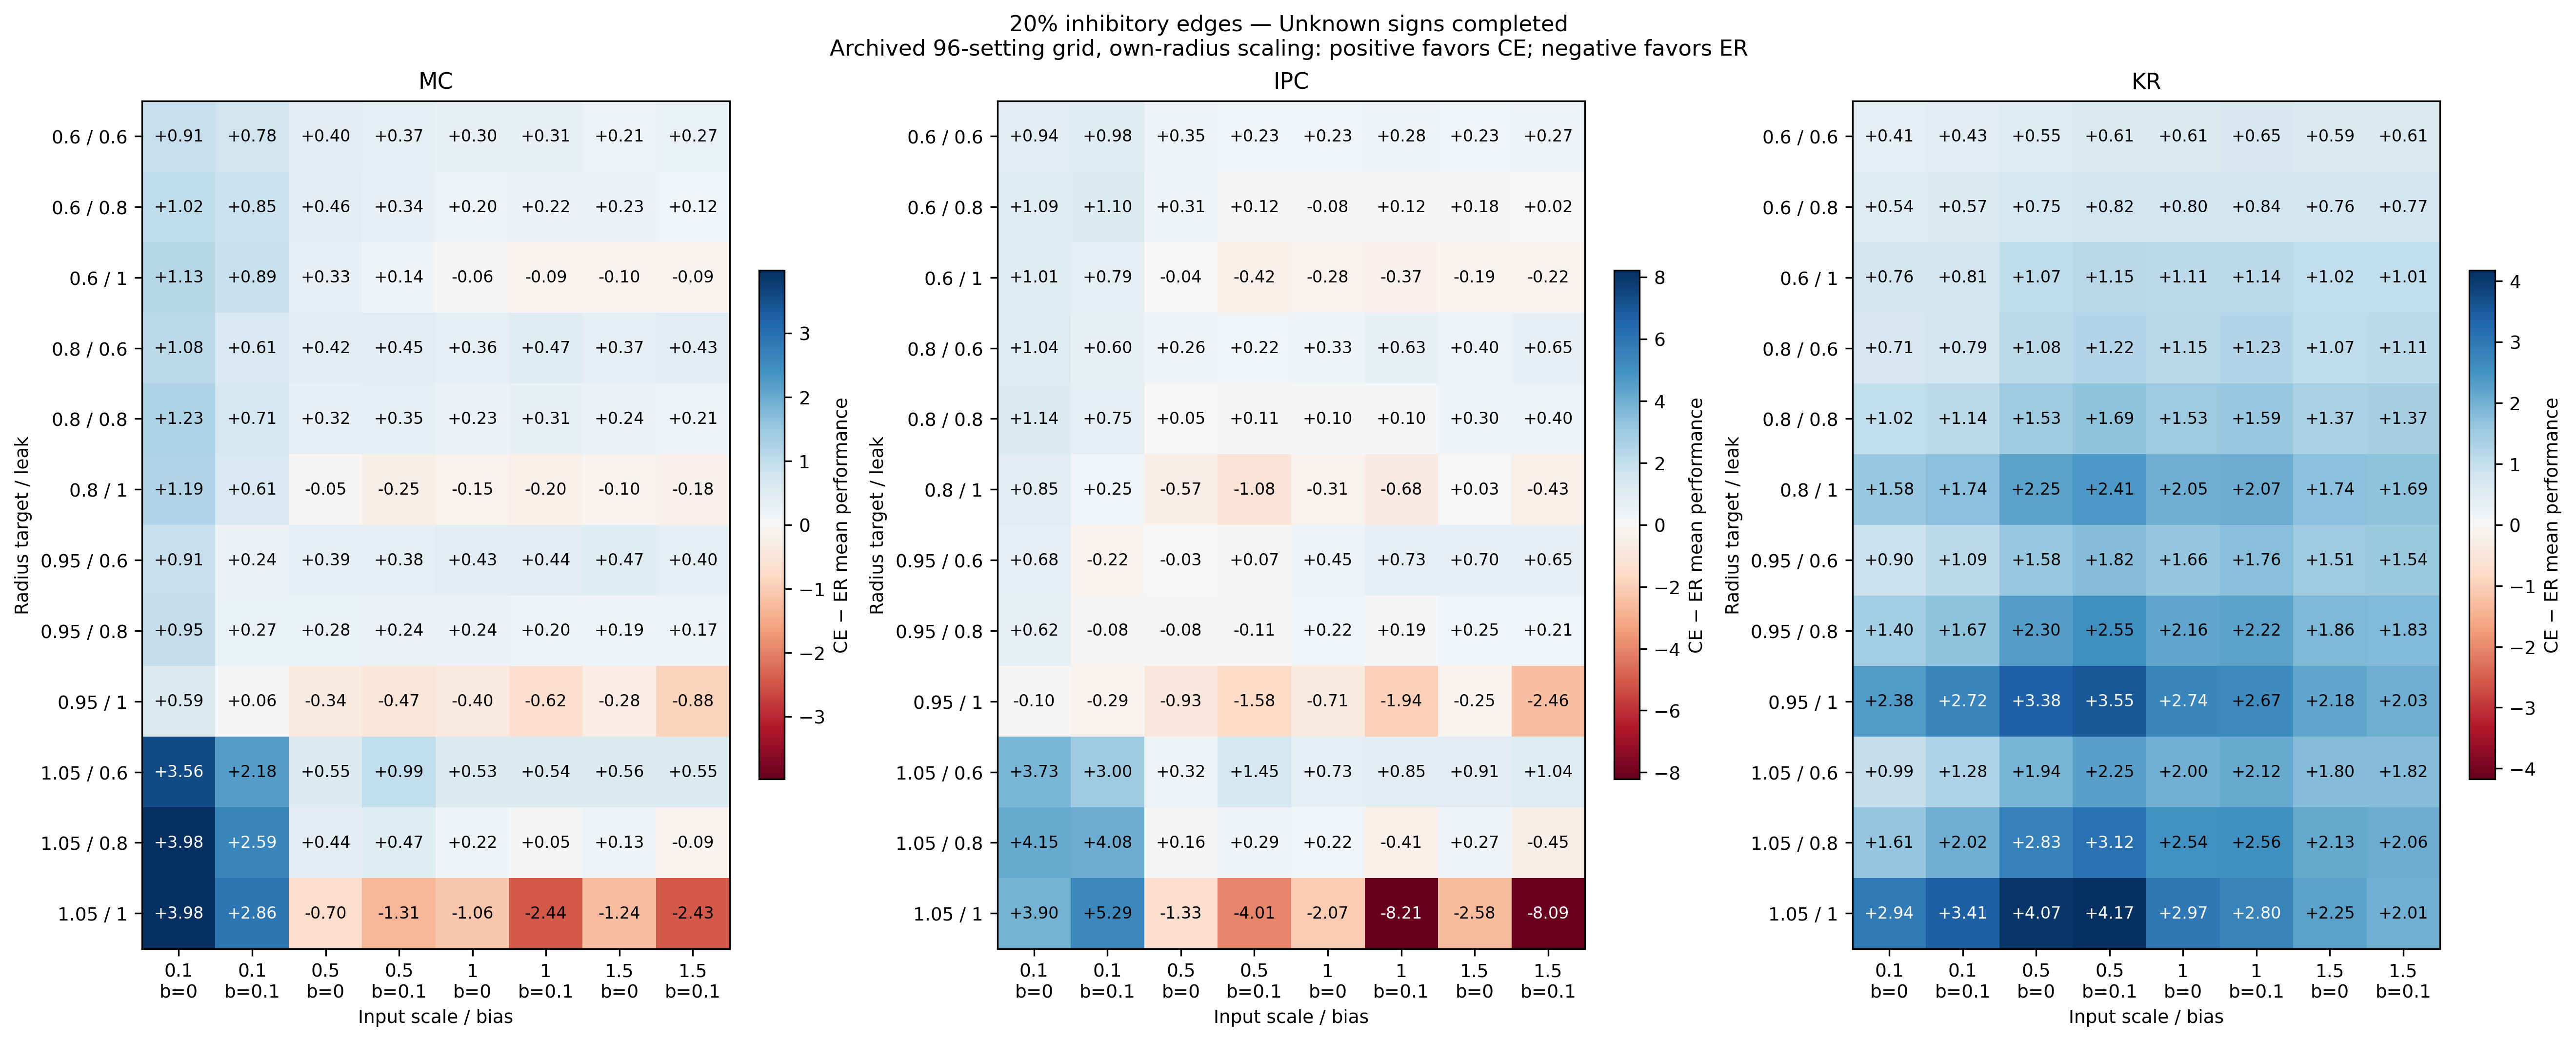 20% inhibitory edges — Unknown signs completed
Archived 96-setting grid, own-radius scaling: positive favors CE; negative favors ER
MC
Radius target / leak
0.6 / 0.6 +0.91 +0.78 +0.40 +0.37 +0.30 +0.31 +0.21 +0.27
0.6 / 0.8 +1.02 +0.85 +0.46 +0.34 +0.20 +0.22 +0.23 +0.12
0.6 / 1 +1.13 +0.89 +0.33 +0.14 -0.06 -0.09 -0.10 -0.09
0.8 / 0.6 +1.08 +0.61 +0.42 +0.45 +0.36 +0.47 +0.37 +0.43
0.8 / 0.8 +1.23 +0.71 +0.32 +0.35 +0.23 +0.31 +0.24 +0.21
0.8 / 1 +1.19 +0.61 -0.05 -0.25 -0.15 -0.20 -0.10 -0.18
0.95 / 0.6 +0.91 +0.24 +0.39 +0.38 +0.43 +0.44 +0.47 +0.40
0.95 / 0.8 +0.95 +0.27 +0.28 +0.24 +0.24 +0.20 +0.19 +0.17
0.95 / 1 +0.59 +0.06 -0.34 -0.47 -0.40 -0.62 -0.28 -0.88
1.05 / 0.6 +3.56 +2.18 +0.55 +0.99 +0.53 +0.54 +0.56 +0.55
1.05 / 0.8 +3.98 +2.59 +0.44 +0.47 +0.22 +0.05 +0.13 -0.09
1.05 / 1 +3.98 +2.86 -0.70 -1.31 -1.06 -2.44 -1.24 -2.43
0.1 0.1 0.5 0.5 1 1 1.5 1.5
b=0 b=0.1 b=0 b=0.1 b=0 b=0.1 b=0 b=0.1
Input scale / bias
3
2
1
0
−1
−2
−3
CE − ER mean performance
IPC
Radius target / leak
0.6 / 0.6 +0.94 +0.98 +0.35 +0.23 +0.23 +0.28 +0.23 +0.27
0.6 / 0.8 +1.09 +1.10 +0.31 +0.12 -0.08 +0.12 +0.18 +0.02
0.6 / 1 +1.01 +0.79 -0.04 -0.42 -0.28 -0.37 -0.19 -0.22
0.8 / 0.6 +1.04 +0.60 +0.26 +0.22 +0.33 +0.63 +0.40 +0.65
0.8 / 0.8 +1.14 +0.75 +0.05 +0.11 +0.10 +0.10 +0.30 +0.40
0.8 / 1 +0.85 +0.25 -0.57 -1.08 -0.31 -0.68 +0.03 -0.43
0.95 / 0.6 +0.68 -0.22 -0.03 +0.07 +0.45 +0.73 +0.70 +0.65
0.95 / 0.8 +0.62 -0.08 -0.08 -0.11 +0.22 +0.19 +0.25 +0.21
0.95 / 1 -0.10 -0.29 -0.93 -1.58 -0.71 -1.94 -0.25 -2.46
1.05 / 0.6 +3.73 +3.00 +0.32 +1.45 +0.73 +0.85 +0.91 +1.04
1.05 / 0.8 +4.15 +4.08 +0.16 +0.29 +0.22 -0.41 +0.27 -0.45
1.05 / 1 +3.90 +5.29 -1.33 -4.01 -2.07 -8.21 -2.58 -8.09
0.1 0.1 0.5 0.5 1 1 1.5 1.5
b=0 b=0.1 b=0 b=0.1 b=0 b=0.1 b=0 b=0.1
Input scale / bias
8
6
4
2
0
−2
−4
−6
−8
CE − ER mean performance
KR
Radius target / leak
0.6 / 0.6 +0.41 +0.43 +0.55 +0.61 +0.61 +0.65 +0.59 +0.61
0.6 / 0.8 +0.54 +0.57 +0.75 +0.82 +0.80 +0.84 +0.76 +0.77
0.6 / 1 +0.76 +0.81 +1.07 +1.15 +1.11 +1.14 +1.02 +1.01
0.8 / 0.6 +0.71 +0.79 +1.08 +1.22 +1.15 +1.23 +1.07 +1.11
0.8 / 0.8 +1.02 +1.14 +1.53 +1.69 +1.53 +1.59 +1.37 +1.37
0.8 / 1 +1.58 +1.74 +2.25 +2.41 +2.05 +2.07 +1.74 +1.69
0.95 / 0.6 +0.90 +1.09 +1.58 +1.82 +1.66 +1.76 +1.51 +1.54
0.95 / 0.8 +1.40 +1.67 +2.30 +2.55 +2.16 +2.22 +1.86 +1.83
0.95 / 1 +2.38 +2.72 +3.38 +3.55 +2.74 +2.67 +2.18 +2.03
1.05 / 0.6 +0.99 +1.28 +1.94 +2.25 +2.00 +2.12 +1.80 +1.82
1.05 / 0.8 +1.61 +2.02 +2.83 +3.12 +2.54 +2.56 +2.13 +2.06
1.05 / 1 +2.94 +3.41 +4.07 +4.17 +2.97 +2.80 +2.25 +2.01
0.1 0.1 0.5 0.5 1 1 1.5 1.5
b=0 b=0.1 b=0 b=0.1 b=0 b=0.1 b=0 b=0.1
Input scale / bias
4
3
2
1
0
−1
−2
−3
−4
CE − ER mean performance